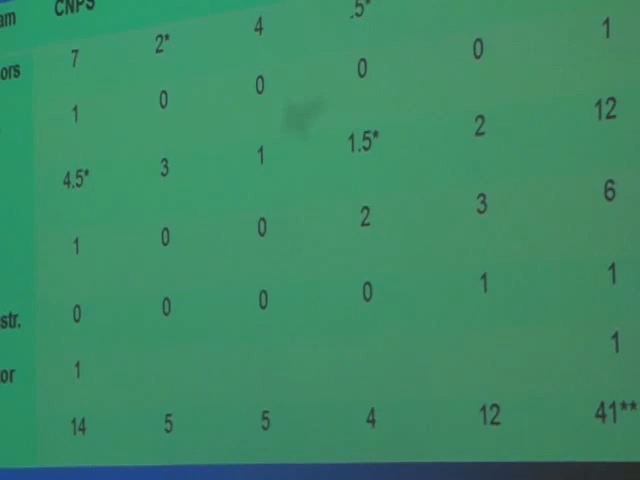 am CNPS
ors 7 2* 4 .5*
1 0 0 0 0 1
4.5* 3 1 1.5* 2 12
1 0 0 2 3 6
str. 0 0 0 0 1 1
or 1 1
14 5 5 4 12 41**